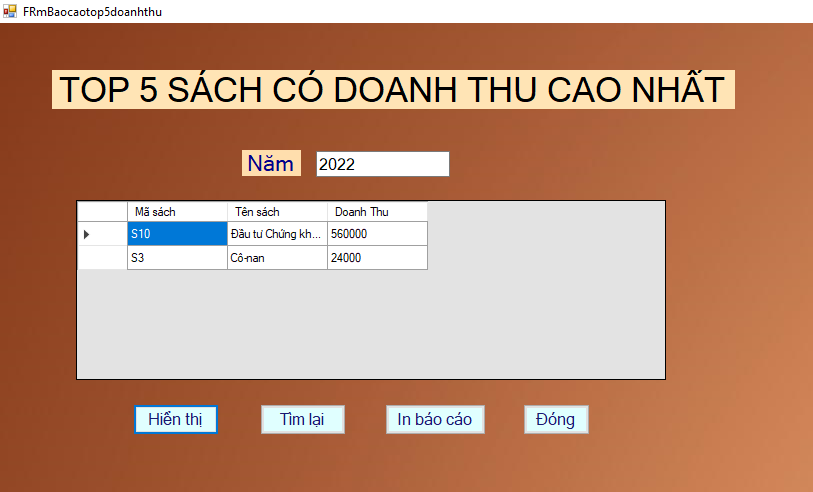 FRmBaocaotop5doanhthu
TOP 5 SÁCH CÓ DOANH THU CAO NHẤT
Năm 2022
Mã sách Tên sách Doanh Thu
S10 Đầu tư Chứng kh... 560000
S3 Cô-nan 24000
Hiển thị Tìm lại In báo cáo Đóng